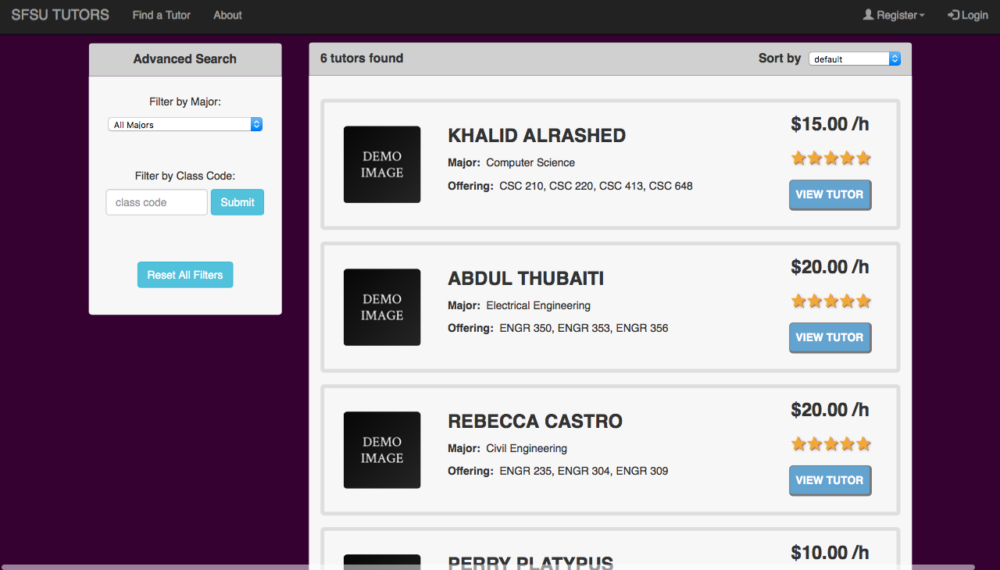 SFSU TUTORS Find a Tutor About Register Login
Advanced Search
Filter by Major:
All Majors
Filter by Class Code:
class code Submit
Reset All Filters
6 tutors found Sort by default
DEMO
IMAGE
KHALID ALRASHED
Major: Computer Science
Offering: CSC 210, CSC 220, CSC 413, CSC 648
$15.00 /h
VIEW TUTOR
DEMO
IMAGE
ABDUL THUBAITI
Major: Electrical Engineering
Offering: ENGR 350, ENGR 353, ENGR 356
$20.00 /h
VIEW TUTOR
DEMO
IMAGE
REBECCA CASTRO
Major: Civil Engineering
Offering: ENGR 235, ENGR 304, ENGR 309
$20.00 /h
VIEW TUTOR
PERRY PLATYPUS
$10.00 /h